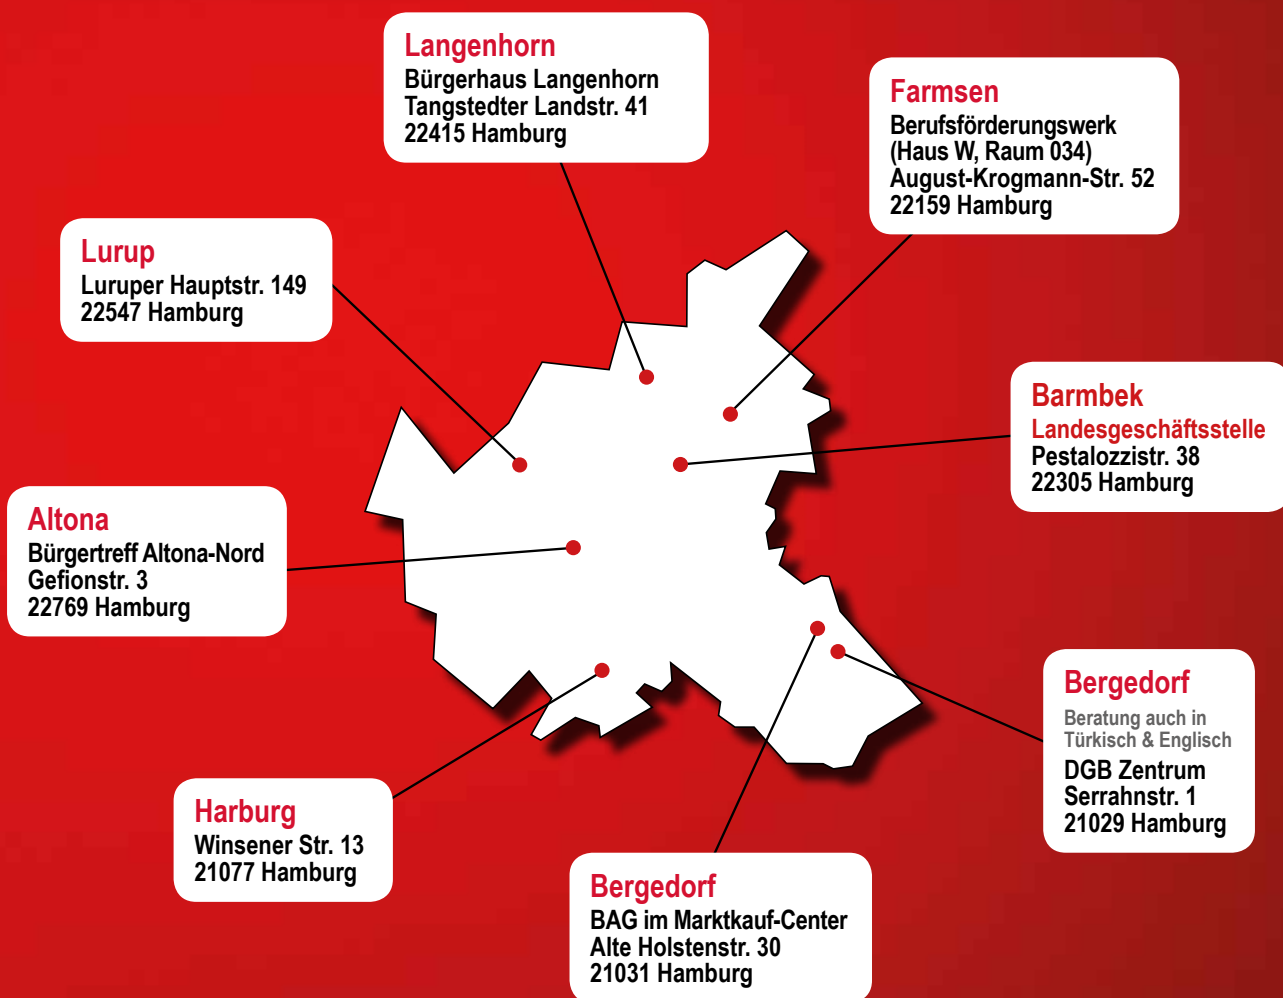 Langenhorn
Bürgerhaus Langenhorn
Tangstedter Landstr. 41
22415 Hamburg
Farmsen
Berufsförderungswerk
(Haus W, Raum 034)
August-Krogmann-Str. 52
22159 Hamburg
Lurup
Luruper Hauptstr. 149
22547 Hamburg
Barmbek
Landesgeschäftsstelle
Pestalozzistr. 38
22305 Hamburg
Altona
Bürgertreff Altona-Nord
Gefionstr. 3
22769 Hamburg
Bergedorf
Beratung auch in
Türkisch & Englisch
DGB Zentrum
Serrahnstr. 1
21029 Hamburg
Harburg
Winsener Str. 13
21077 Hamburg
Bergedorf
BAG im Marktkauf-Center
Alte Holstenstr. 30
21031 Hamburg